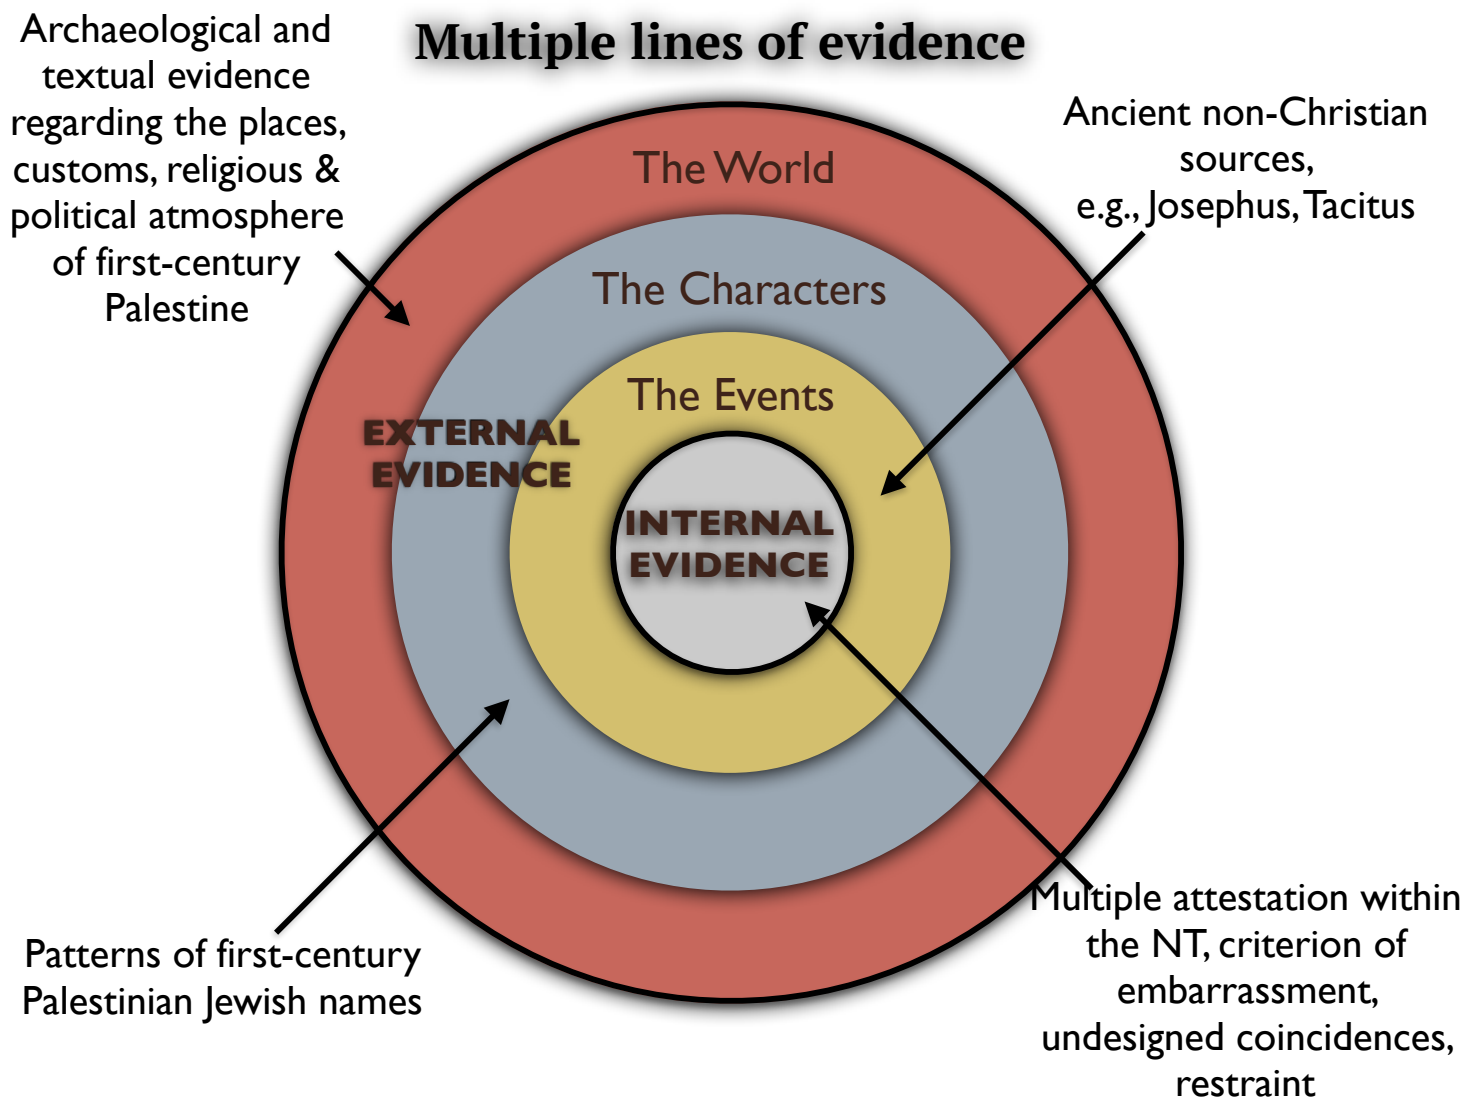 Multiple lines of evidence
Archaeological and
textual evidence
regarding the places,
customs, religious &
political atmosphere
of first-century
Palestine
Ancient non-Christian
sources,
e.g., Josephus, Tacitus
The World
The Characters
The Events
EXTERNAL
EVIDENCE
INTERNAL
EVIDENCE
Patterns of first-century
Palestinian Jewish names
Multiple attestation within
the NT, criterion of
embarrassment,
undesigned coincidences,
restraint